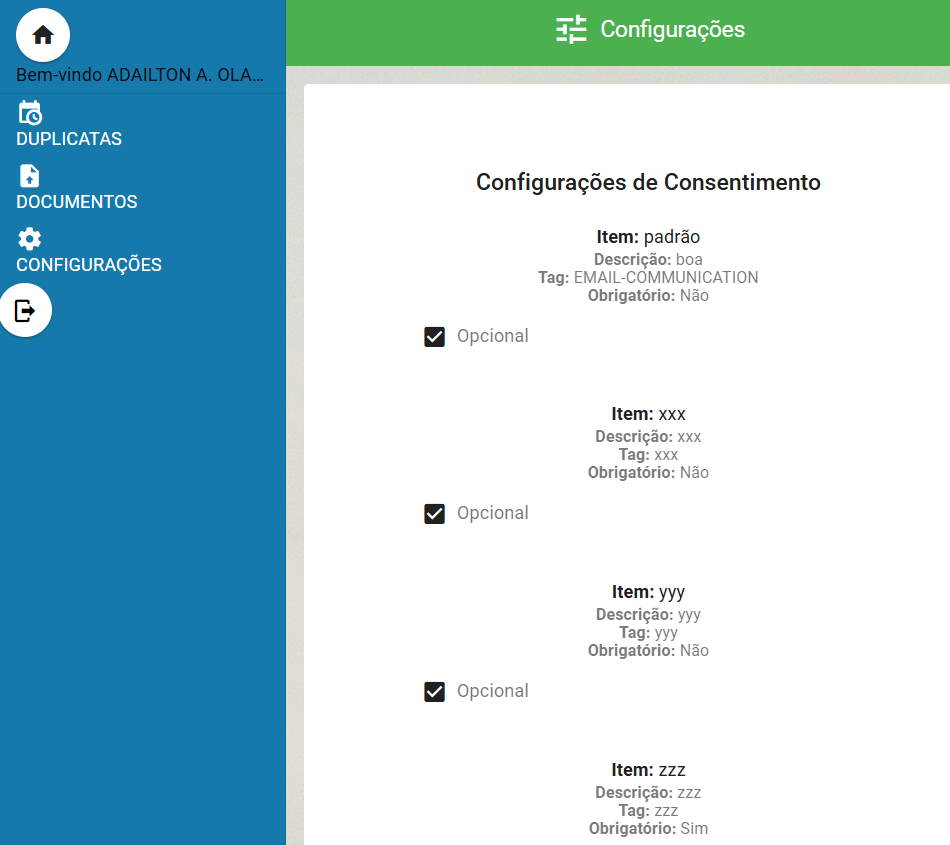 Bem-vindo ADAILTON A. OLA...
DUPLICATAS
DOCUMENTOS
CONFIGURAÇÕES
Configurações
Configurações de Consentimento
Item: padrão
Descrição: boa
Tag: EMAIL-COMMUNICATION
Obrigatório: Não
Opcional
Item: xxx
Descrição: xxx
Tag: xxx
Obrigatório: Não
Opcional
Item: yyy
Descrição: yyy
Tag: yyy
Obrigatório: Não
Opcional
Item: zzz
Descrição: zzz
Tag: zzz
Obrigatório: Sim